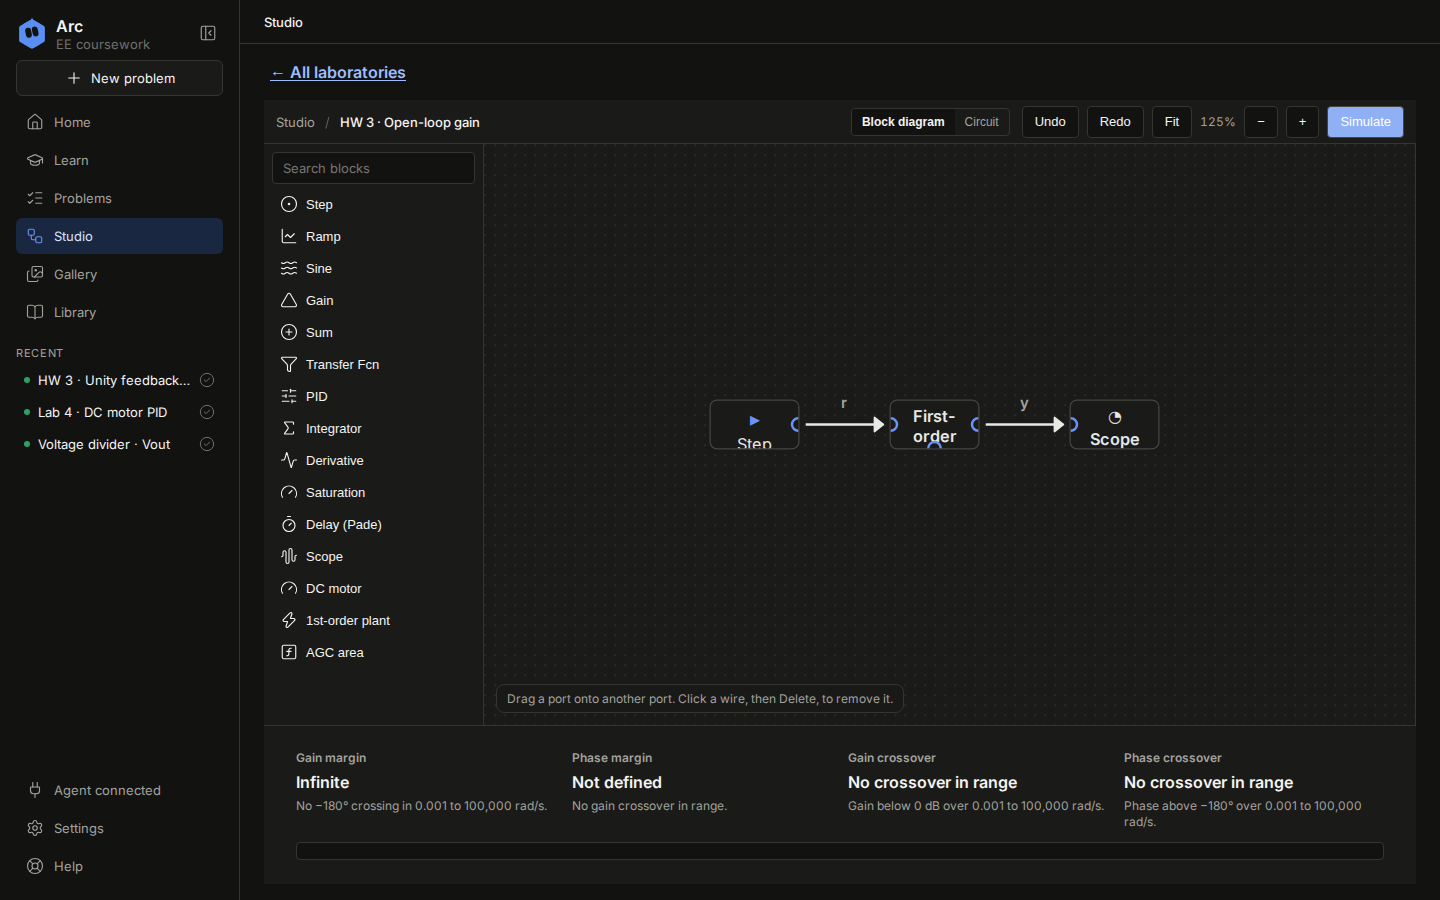 Arc
EE coursework
New problem
Home
Learn
Problems
Studio
Gallery
Library
RECENT
HW 3 · Unity feedback...
Lab 4 · DC motor PID
Voltage divider · Vout
Agent connected
Settings
Help
Studio
← All laboratories
Studio / HW 3 · Open-loop gain
Block diagram Circuit Undo Redo Fit 125% − + Simulate
Search blocks
Step
Ramp
Sine
Gain
Sum
Transfer Fcn
PID
Integrator
Derivative
Saturation
Delay (Pade)
Scope
DC motor
1st-order plant
AGC area
Step
r
First-
order
y
Scope
Drag a port onto another port. Click a wire, then Delete, to remove it.
Gain margin
Infinite
No −180° crossing in 0.001 to 100,000 rad/s.
Phase margin
Not defined
No gain crossover in range.
Gain crossover
No crossover in range
Gain below 0 dB over 0.001 to 100,000 rad/s.
Phase crossover
No crossover in range
Phase above −180° over 0.001 to 100,000
rad/s.